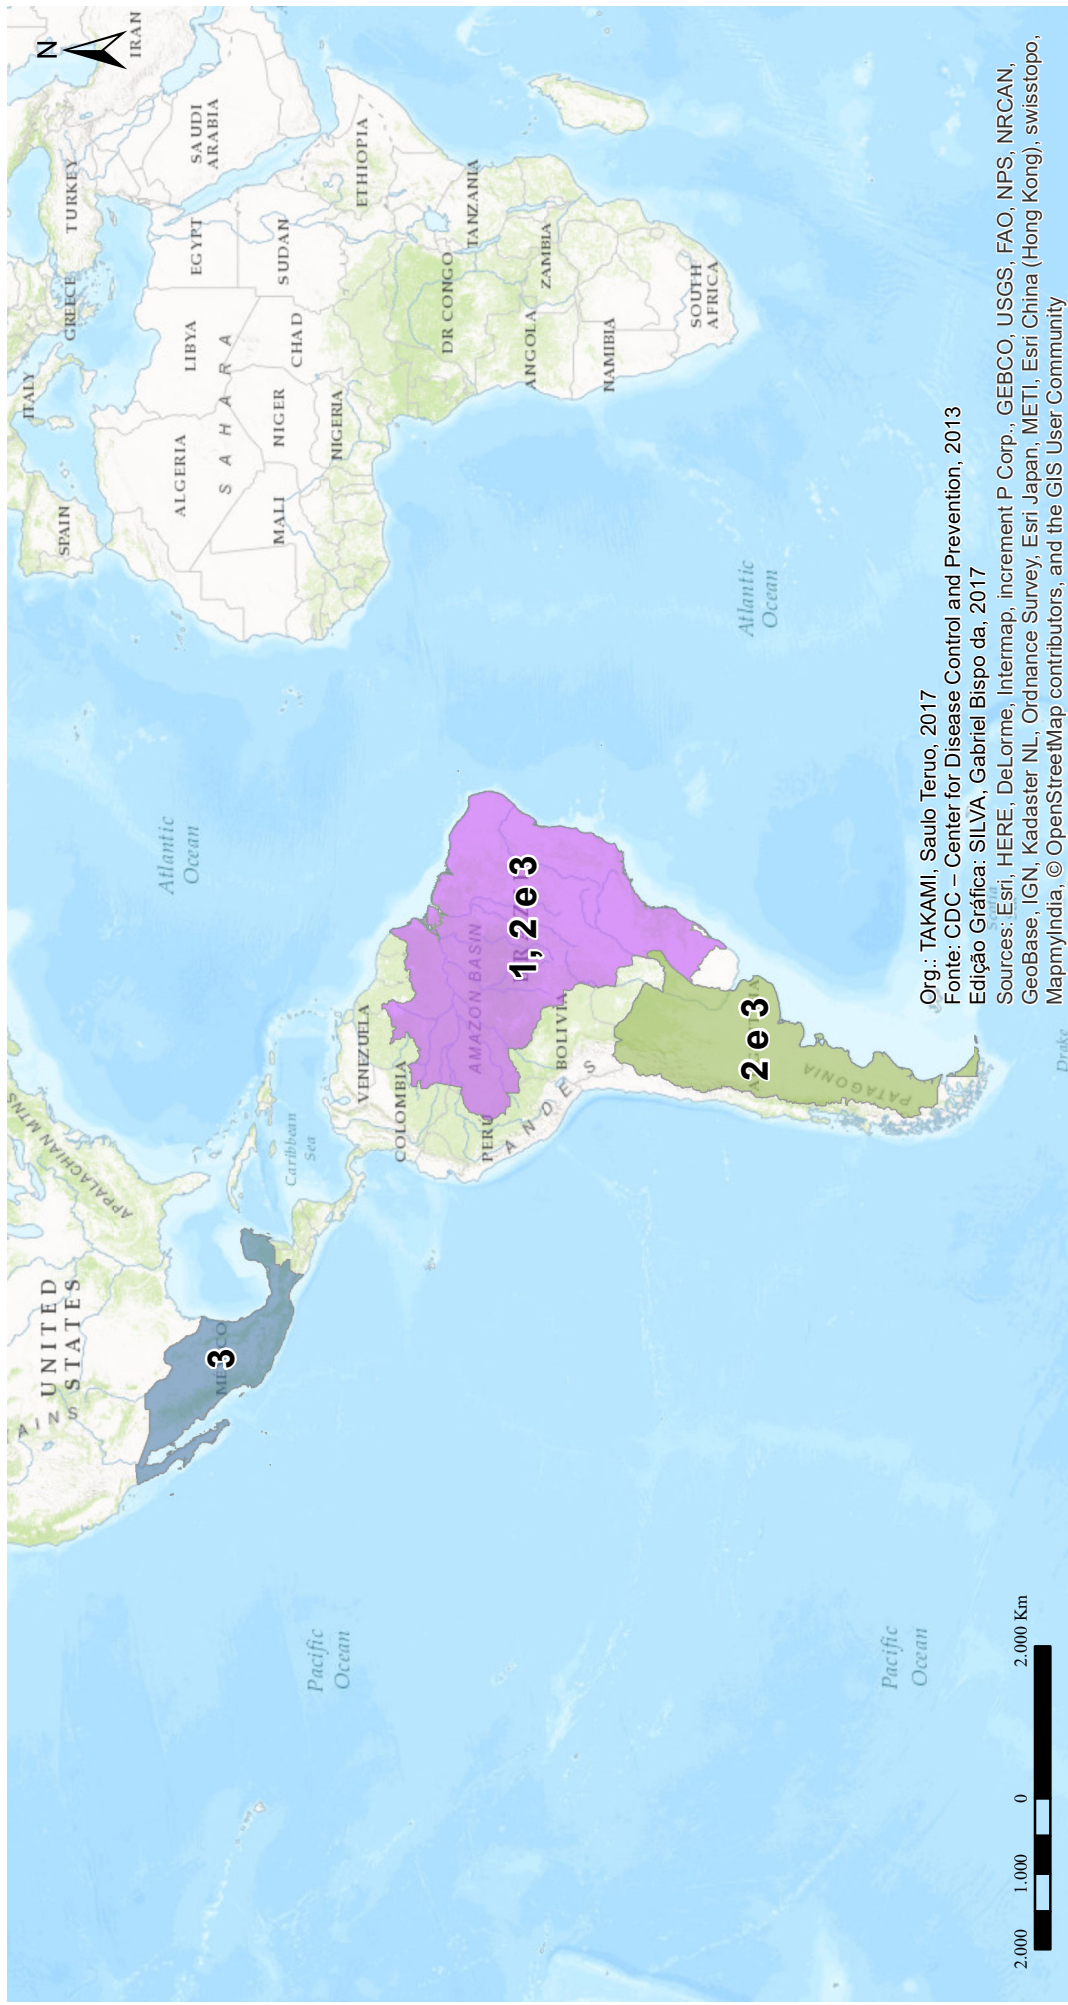 N
UNITED
STATES
A I N S
APPALACHIAN MTNS
SPAIN
ITALY
GREECE
TURKEY
IRAN
ALGERIA
LIBYA
EGYPT
SAUDI
ARABIA
S A H A R A
MALI
NIGER
CHAD
SUDAN
NIGERIA
ETHIOPIA
DR CONGO
TANZANIA
ANGOLA
ZAMBIA
NAMIBIA
SOUTH
AFRICA
Atlantic
Ocean
3
Caribbean
Sea
VENEZUELA
COLOMBIA
PERU
AMAZON BASIN
1, 2 e 3
BOLIVIA
A N D E S
2 e 3
PATAGONIA
Pacific
Ocean
Atlantic
Ocean
Pacific
Ocean
Scotia
Drake
Org.: TAKAMI, Saulo Teruo, 2017
Fonte: CDC – Center for Disease Control and Prevention, 2013
Edição Gráfica: SILVA, Gabriel Bispo da, 2017
Sources: Esri, HERE, DeLorme, Intermap, increment P Corp., GEBCO, USGS, FAO, NPS, NRCAN,
GeoBase, IGN, Kadaster NL, Ordnance Survey, Esri Japan, METI, Esri China (Hong Kong), swisstopo,
MapmyIndia, © OpenStreetMap contributors, and the GIS User Community
2.000 1.000 0 2.000 Km